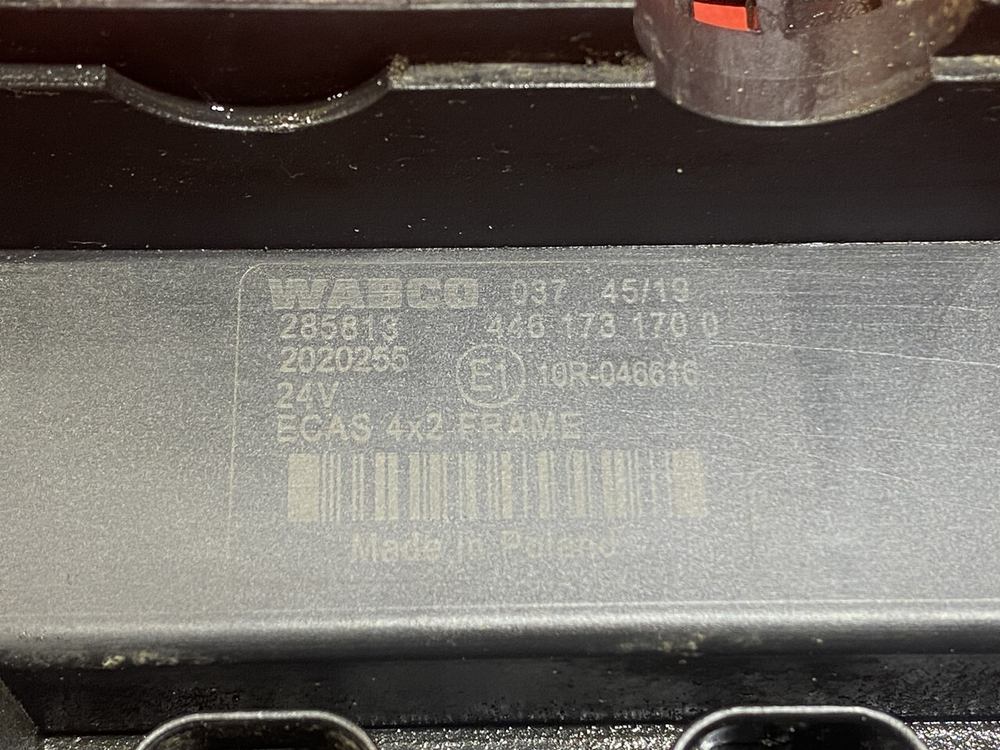 WABCO 037 45/19
285613 446 173 170 0
2020255
24V E1 10R-046616
ECAS 4x2 FRAME
Made in Poland